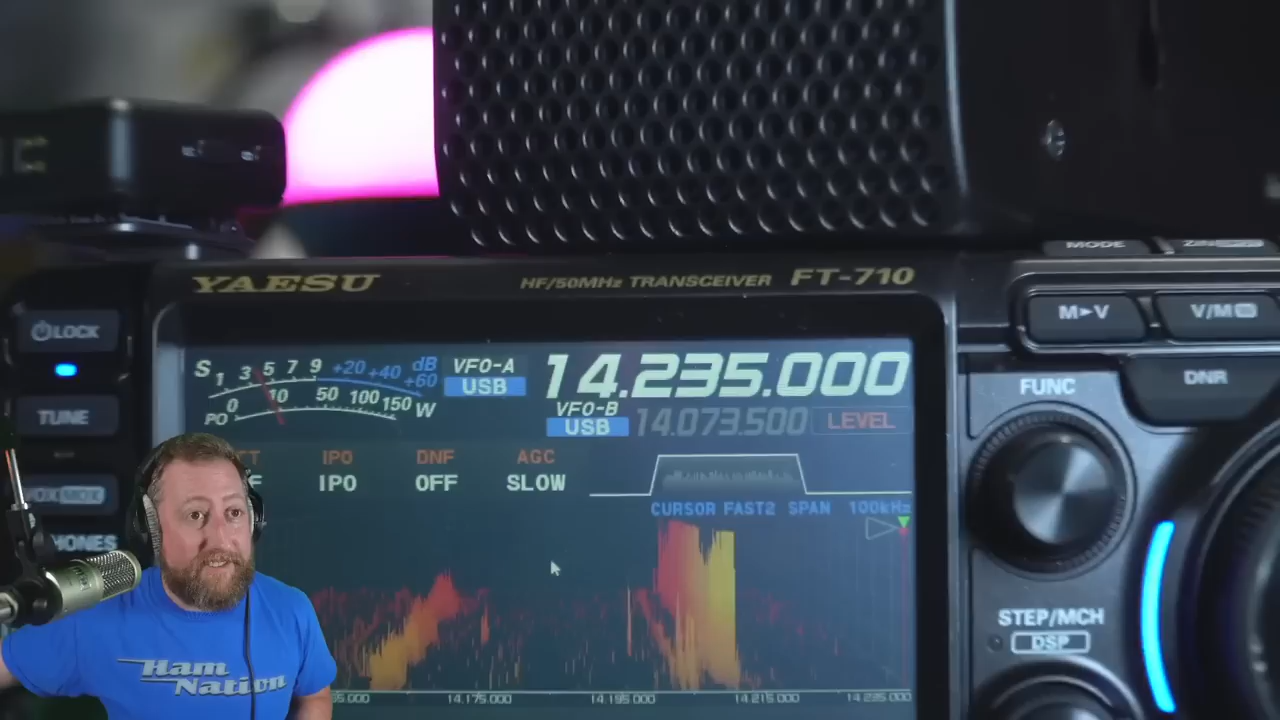 MODE
YAESU HF/50MHz TRANSCEIVER FT-710
M►V V/M
LOCK
DNR
TUNE
FUNC
S 1 3 5 7 9 +20 +40 +60 dB
PO 0 10 50 100 150 W
VFO-A
USB
14.235.000
VFO-B
USB
14.073.500
LEVEL
IPO DNF AGC
IPO OFF SLOW
CURSOR FAST2 SPAN 100kHz
VOX MOX
STEP/MCH
DSP
14.175.000 14.195.000 14.215.000 14.235.000
Ham
Nation